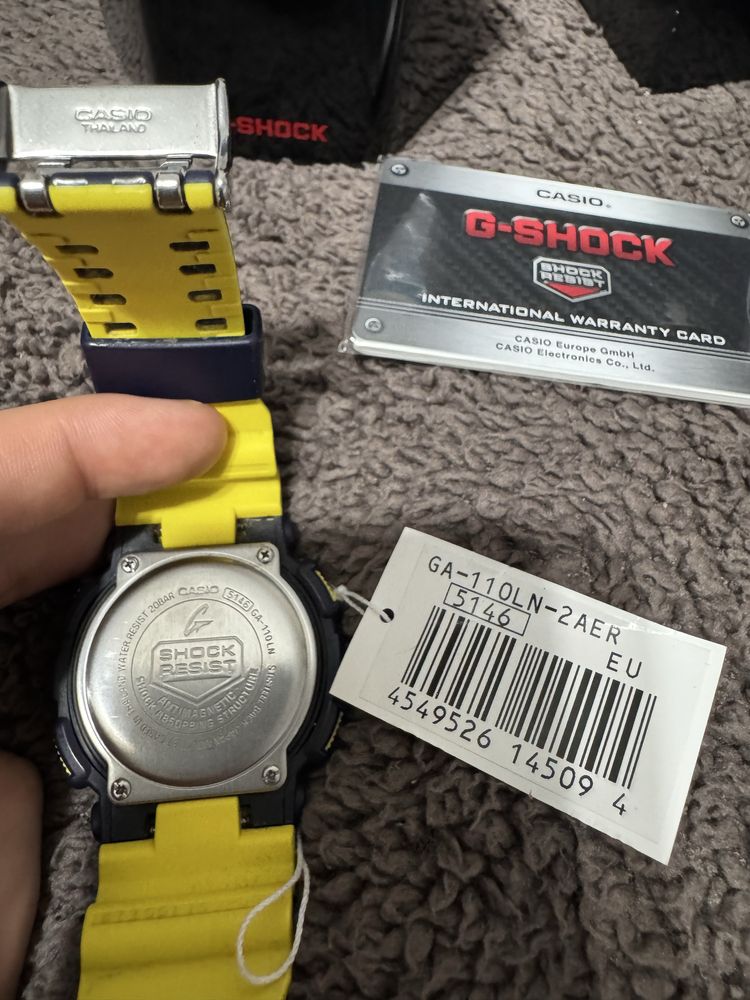 CASIO
THAILAND
-SHOCK
CASIO®
G-SHOCK
SHOCK
RESIST
INTERNATIONAL WARRANTY CARD
CASIO Europe GmbH
CASIO Electronics Co., Ltd.
GA-110LN-2AER
5146
EU
4549526 14509 4
WATER RESIST 20BAR CASIO 5146 GA-110LN
G
SHOCK
RESIST
ANTIMAGNETIC
SHOCK ABSORPING STRUCTURE